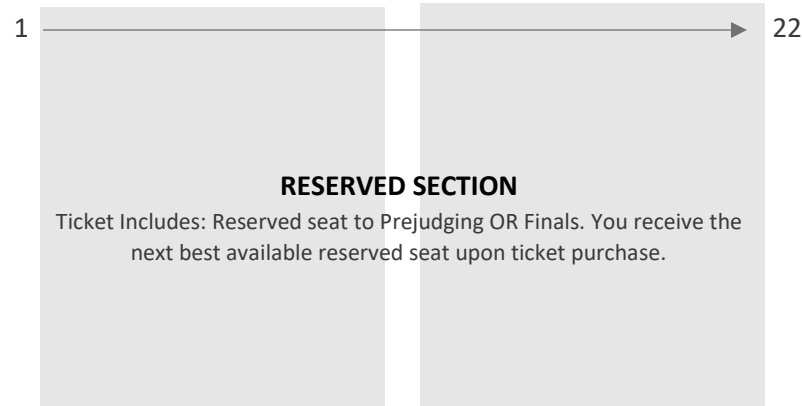 1 22
RESERVED SECTION
Ticket Includes: Reserved seat to Prejudging OR Finals. You receive the
next best available reserved seat upon ticket purchase.